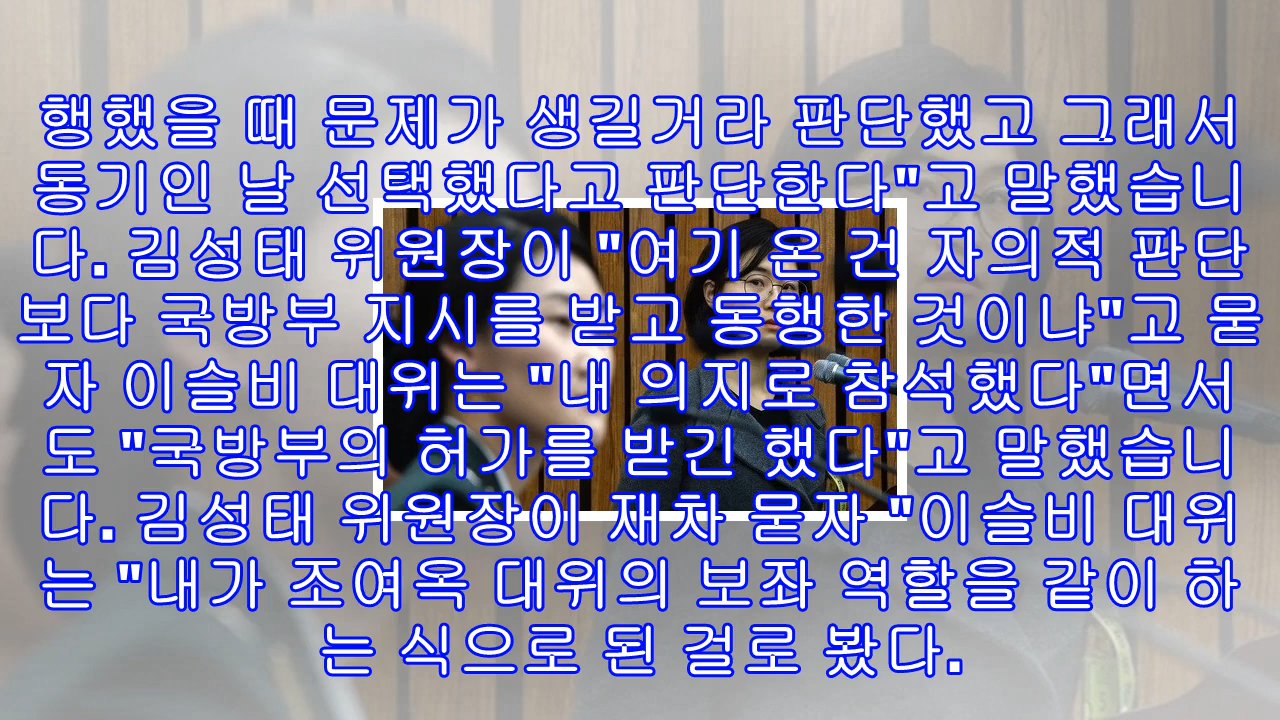 행했을 때 문제가 생길거라 판단했고 그래서
동기인 날 선택했다고 판단한다"고 말했습니
다. 김성태 위원장이 "여기 온 건 자의적 판단
보다 국방부 지시를 받고 동행한 것이냐"고 묻
자 이슬비 대위는 "내 의지로 참석했다"면서
도 "국방부의 허가를 받긴 했다"고 말했습니
다. 김성태 위원장이 재차 묻자 "이슬비 대위
는 "내가 조여옥 대위의 보좌 역할을 같이 하
는 식으로 된 걸로 봤다.